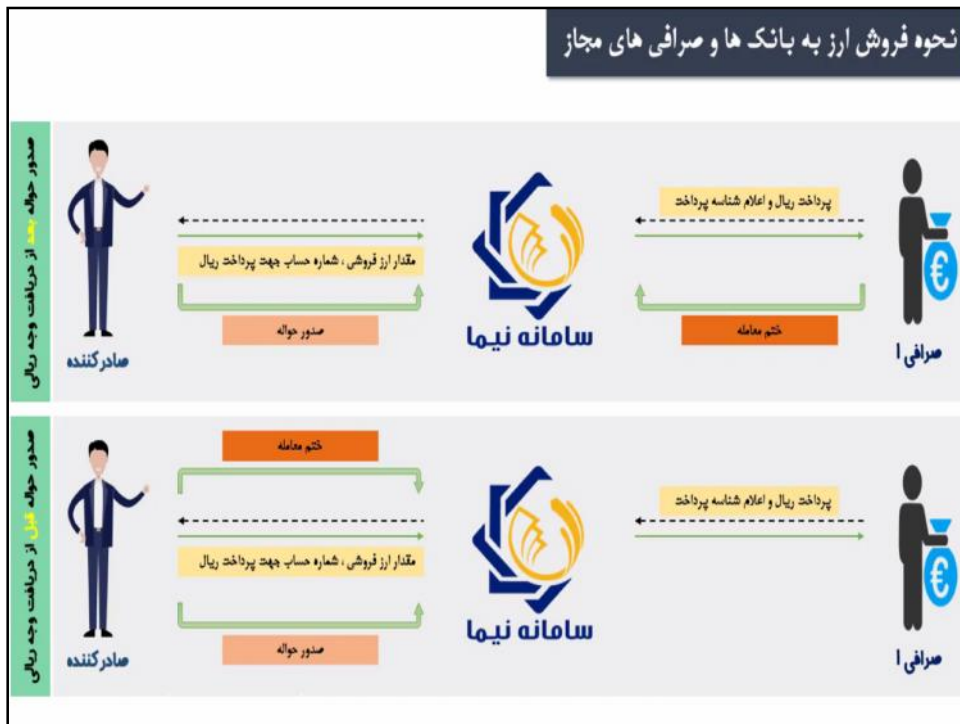 نحوه فروش ارز به بانک ها و صرافی های مجاز
صدور حواله بعد از دریافت وجه ریالی
پرداخت ریال و اعلام شناسه پرداخت
مقدار ارز فروشی ، شماره حساب جهت پرداخت ریال
صدور حواله
ختم معامله
صادرکننده
سامانه نیما
صرافی ۱
€
صدور حواله قبل از دریافت وجه ریالی
ختم معامله
پرداخت ریال و اعلام شناسه پرداخت
مقدار ارز فروشی ، شماره حساب جهت پرداخت ریال
صدور حواله
صادرکننده
سامانه نیما
صرافی ۱
€